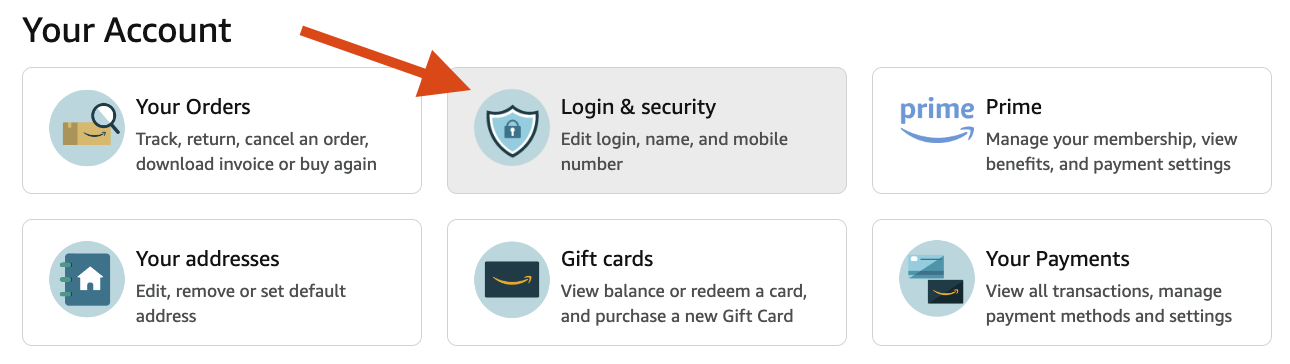 Your Account
Your Orders
Track, return, cancel an order,
download invoice or buy again
Login & security
Edit login, name, and mobile
number
prime
Prime
Manage your membership, view
benefits, and payment settings
Your addresses
Edit, remove or set default
address
Gift cards
View balance or redeem a card,
and purchase a new Gift Card
Your Payments
View all transactions, manage
payment methods and settings